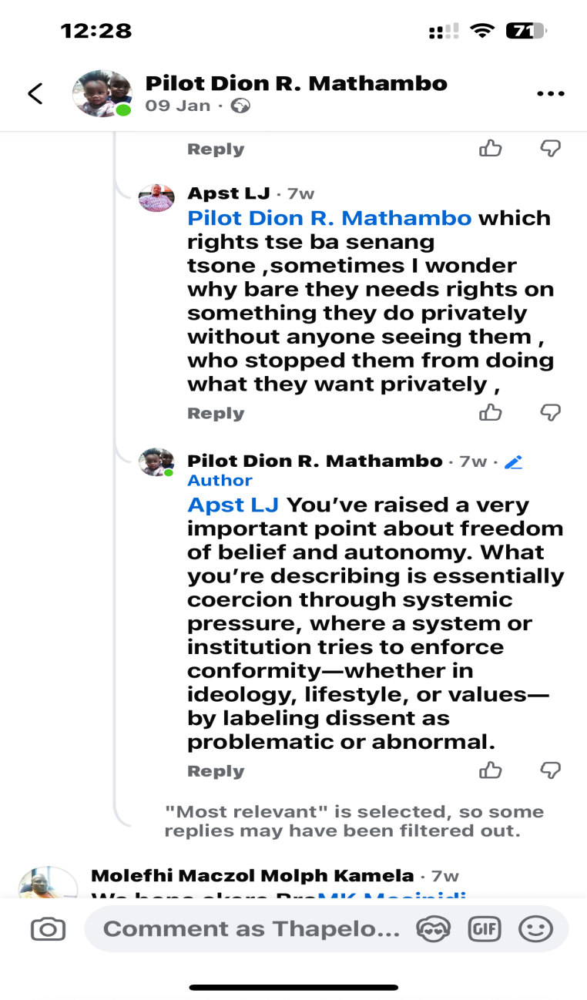 12:28
71
Pilot Dion R. Mathambo
09 Jan ·
Reply
Apst LJ · 7w
Pilot Dion R. Mathambo which
rights tse ba senang
tsone ,sometimes I wonder
why bare they needs rights on
something they do privately
without anyone seeing them ,
who stopped them from doing
what they want privately ,
Reply
Pilot Dion R. Mathambo · 7w ·
Author
Apst LJ You’ve raised a very
important point about freedom
of belief and autonomy. What
you’re describing is essentially
coercion through systemic
pressure, where a system or
institution tries to enforce
conformity—whether in
ideology, lifestyle, or values—
by labeling dissent as
problematic or abnormal.
Reply
"Most relevant" is selected, so some
replies may have been filtered out.
Molefhi Maczol Molph Kamela · 7w
Comment as Thapelo...
GIF